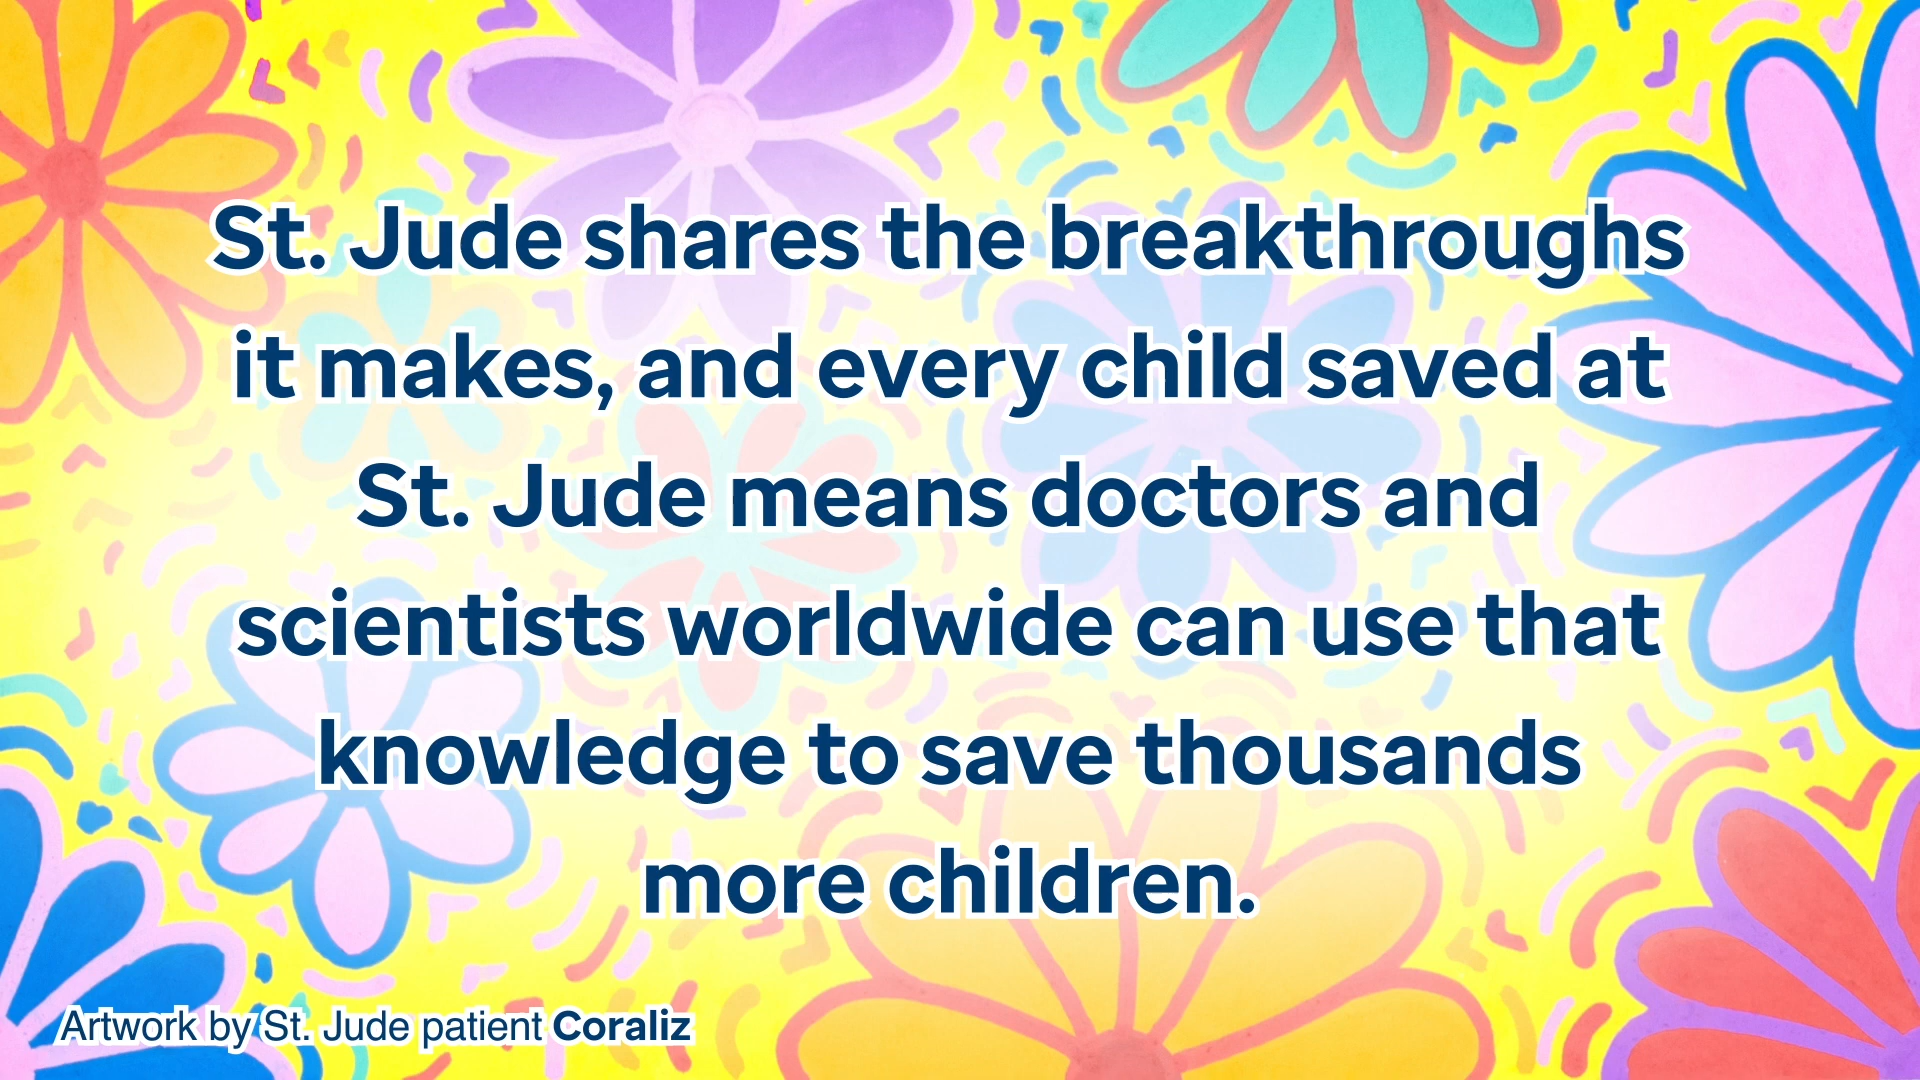 St. Jude shares the breakthroughs
it makes, and every child saved at
St. Jude means doctors and
scientists worldwide can use that
knowledge to save thousands
more children.
Artwork by St. Jude patient Coraliz